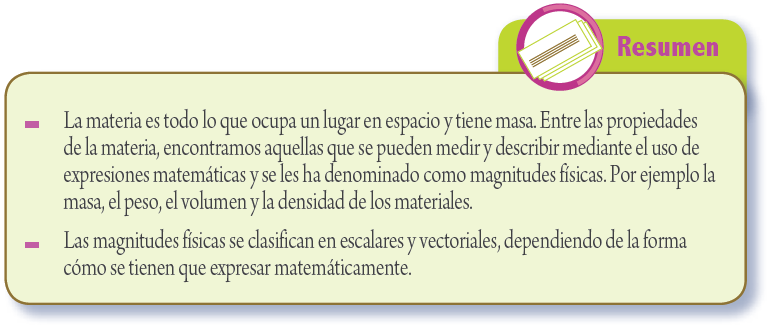 Resumen
La materia es todo lo que ocupa un lugar en espacio y tiene masa. Entre las propiedades
de la materia, encontramos aquellas que se pueden medir y describir mediante el uso de
expresiones matemáticas y se les ha denominado como magnitudes físicas. Por ejemplo la
masa, el peso, el volumen y la densidad de los materiales.
Las magnitudes físicas se clasifican en escalares y vectoriales, dependiendo de la forma
cómo se tienen que expresar matemáticamente.